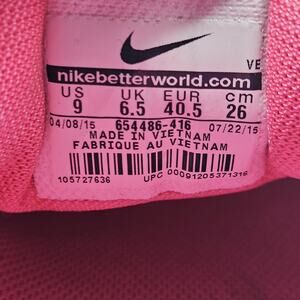 VE
nikebetterworld.com
US UK EUR cm
9 6.5 40.5 26
04/08/15 654486-416 07/22/15
MADE IN VIETNAM
FABRIQUE AU VIETNAM
105727636 UPC 00091205371316